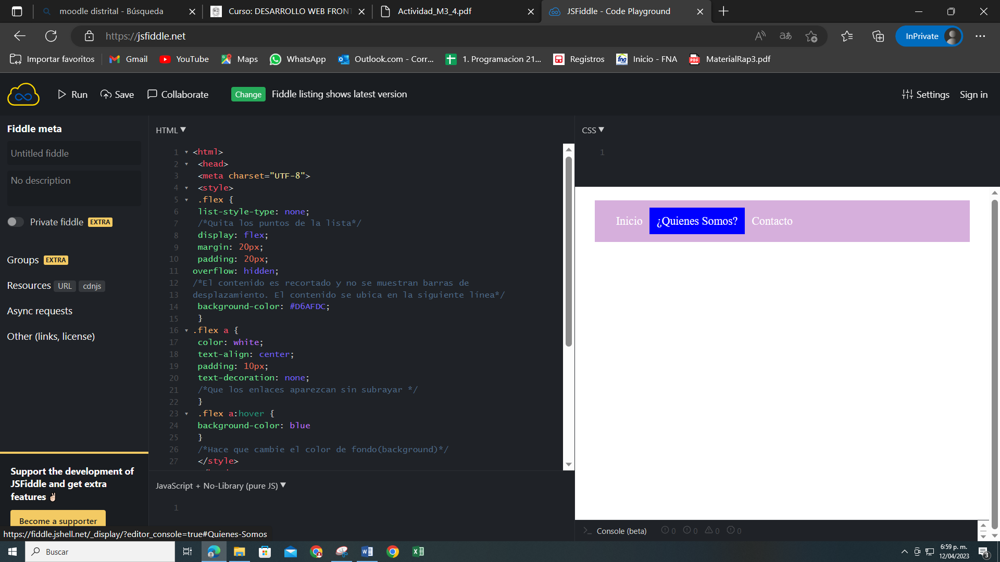 moodle distrital - Búsqueda
Curso: DESARROLLO WEB FRONT
Actividad_M3_4.pdf
JSFiddle - Code Playground
https://jsfiddle.net
InPrivate
Importar favoritos
Gmail
YouTube
Maps
WhatsApp
Outlook.com - Corr...
1. Programacion 21...
Registros
Inicio - FNA
MaterialRap3.pdf
Run
Save
Collaborate
Change
Fiddle listing shows latest version
Settings
Sign in
Fiddle meta
Untitled fiddle
No description
Private fiddle EXTRA
Groups EXTRA
Resources URL cdnjs
Async requests
Other (links, license)
Support the development of
JSFiddle and get extra
features ✌🏻
Become a supporter
https://fiddle.jshell.net/_display/?editor_console=true#Quienes-Somos
HTML
1 <html>
2 <head>
3 <meta charset="UTF-8">
4 <style>
5 .flex {
6 list-style-type: none;
7 /*Quita los puntos de la lista*/
8 display: flex;
9 margin: 20px;
10 padding: 20px;
11 overflow: hidden;
12 /*El contenido es recortado y no se muestran barras de
13 desplazamiento. El contenido se ubica en la siguiente línea*/
14 background-color: #D6AFDC;
15 }
16 .flex a {
17 color: white;
18 text-align: center;
19 padding: 10px;
20 text-decoration: none;
21 /*Que los enlaces aparezcan sin subrayar */
22 }
23 .flex a:hover {
24 background-color: blue
25 }
26 /*Hace que cambie el color de fondo(background)*/
27 </style>
JavaScript + No-Library (pure JS)
1
CSS
1
Inicio
¿Quienes Somos?
Contacto
>_ Console (beta)
0
0
0
0
Buscar
6:59 p. m.
12/04/2023
3